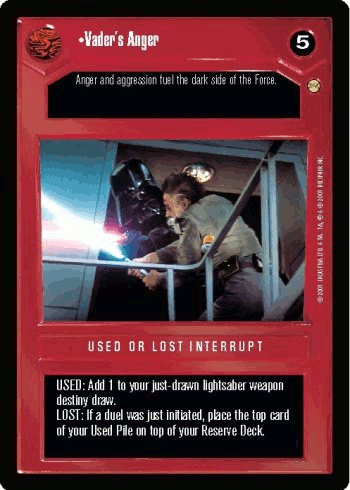 •Vader's Anger
5
Anger and aggression fuel the dark side of the Force.
USED OR LOST INTERRUPT
USED: Add 1 to your just-drawn lightsaber weapon
destiny draw.
LOST: If a duel was just initiated, place the top card
of your Used Pile on top of your Reserve Deck.